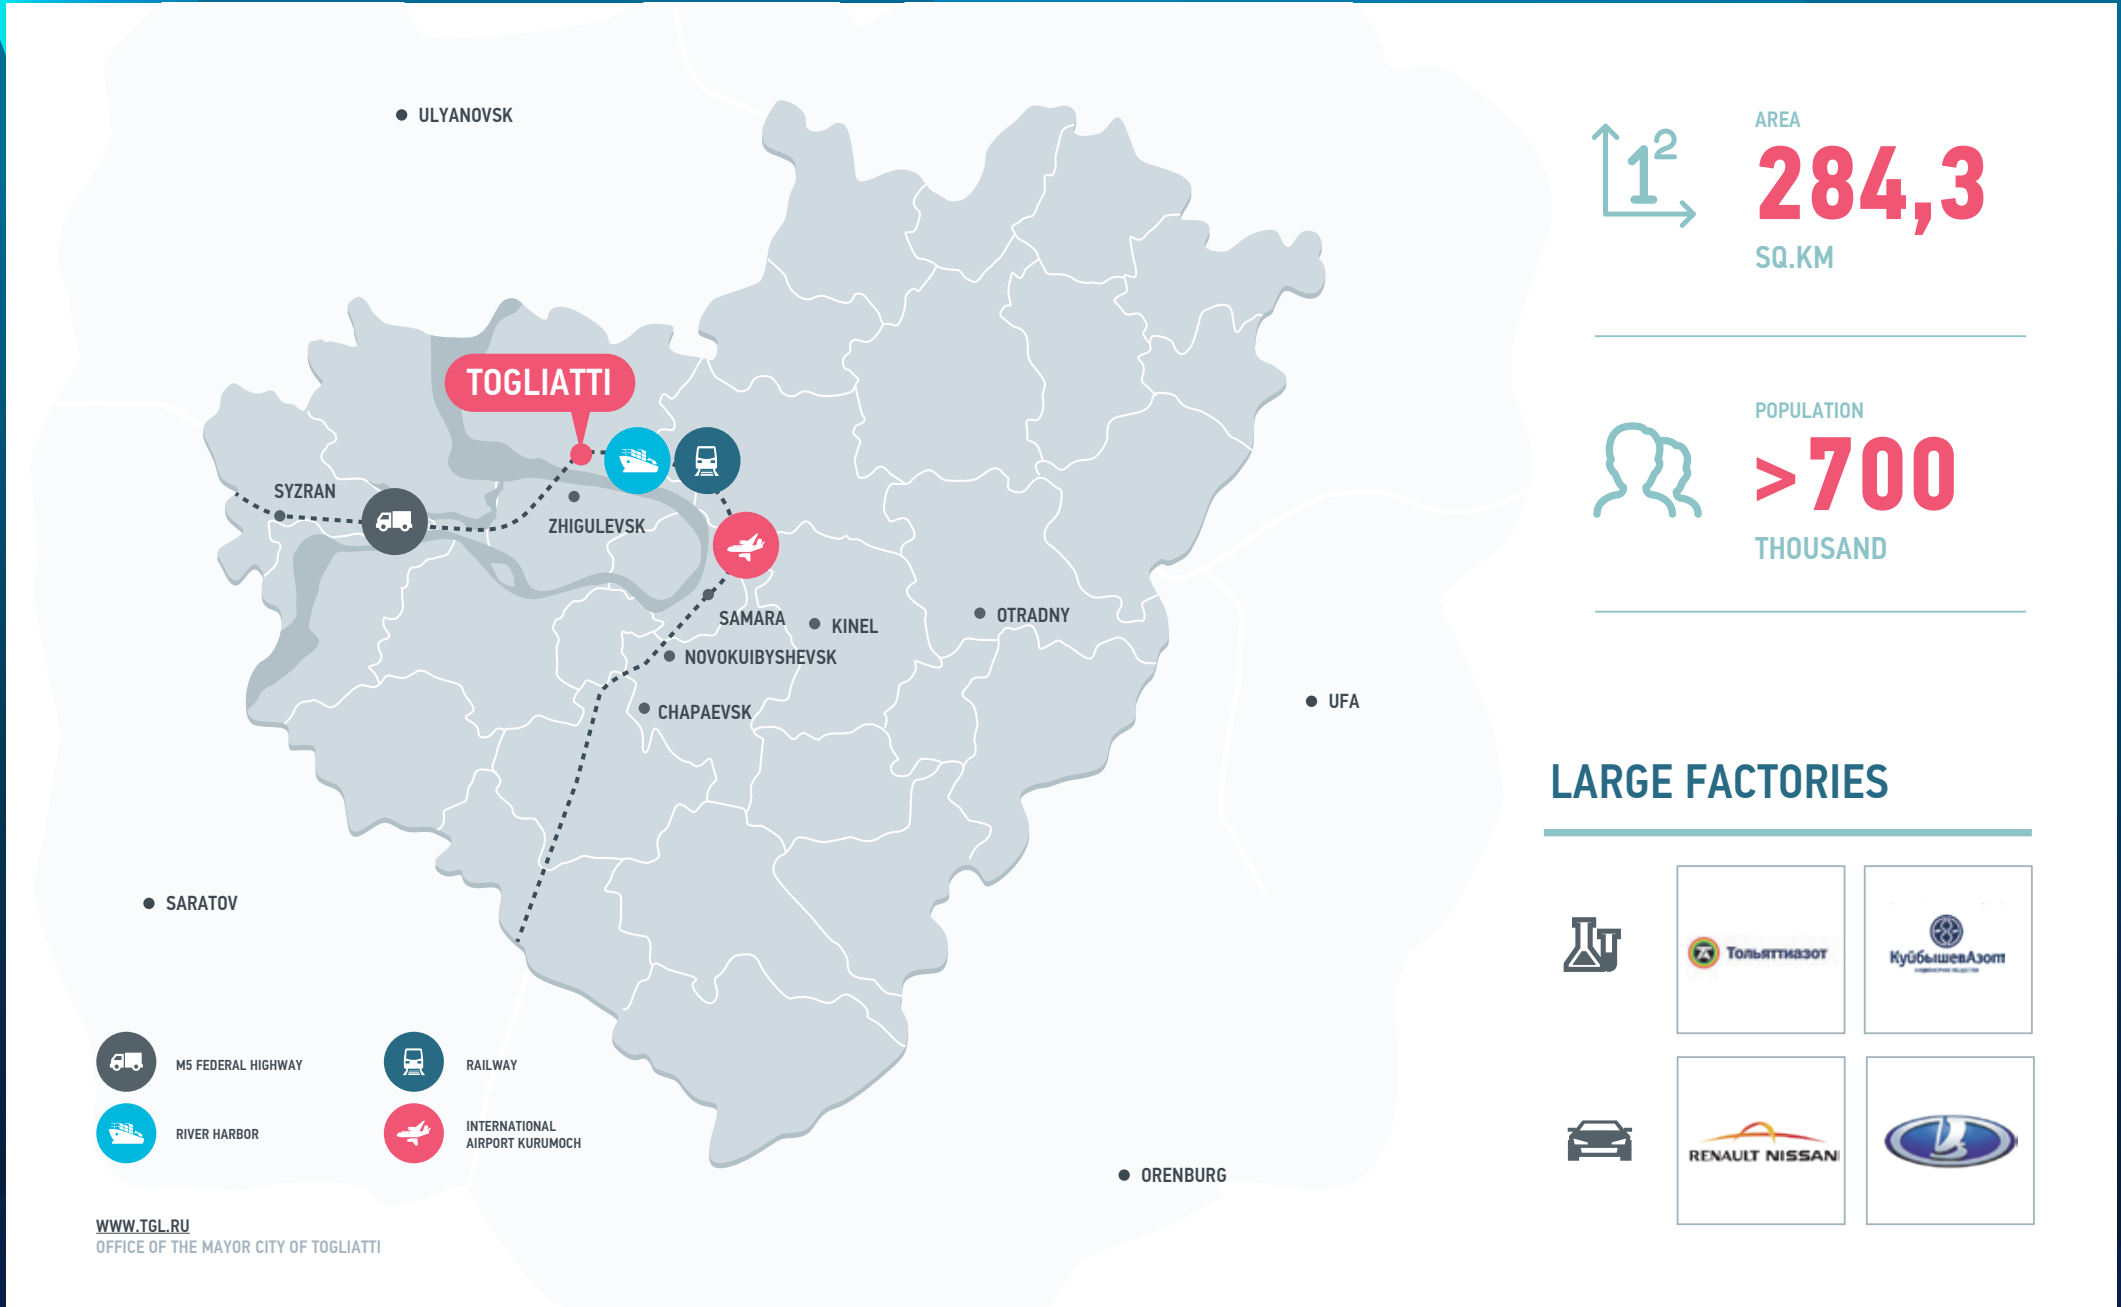 ULYANOVSK
TOGLIATTI
SYZRAN
ZHIGULEVSK
SAMARA
KINEL
OTRADNY
NOVOKUIBYSHEVSK
CHAPAEVSK
UFA
SARATOV
ORENBURG
M5 FEDERAL HIGHWAY
RAILWAY
RIVER HARBOR
INTERNATIONAL
AIRPORT KURUMOCH
WWW.TGL.RU
OFFICE OF THE MAYOR CITY OF TOGLIATTI
1²
AREA
284,3
SQ.KM
POPULATION
>700
THOUSAND
LARGE FACTORIES
Тольяттиазот
КуйбышевАзот
RENAULT NISSAN